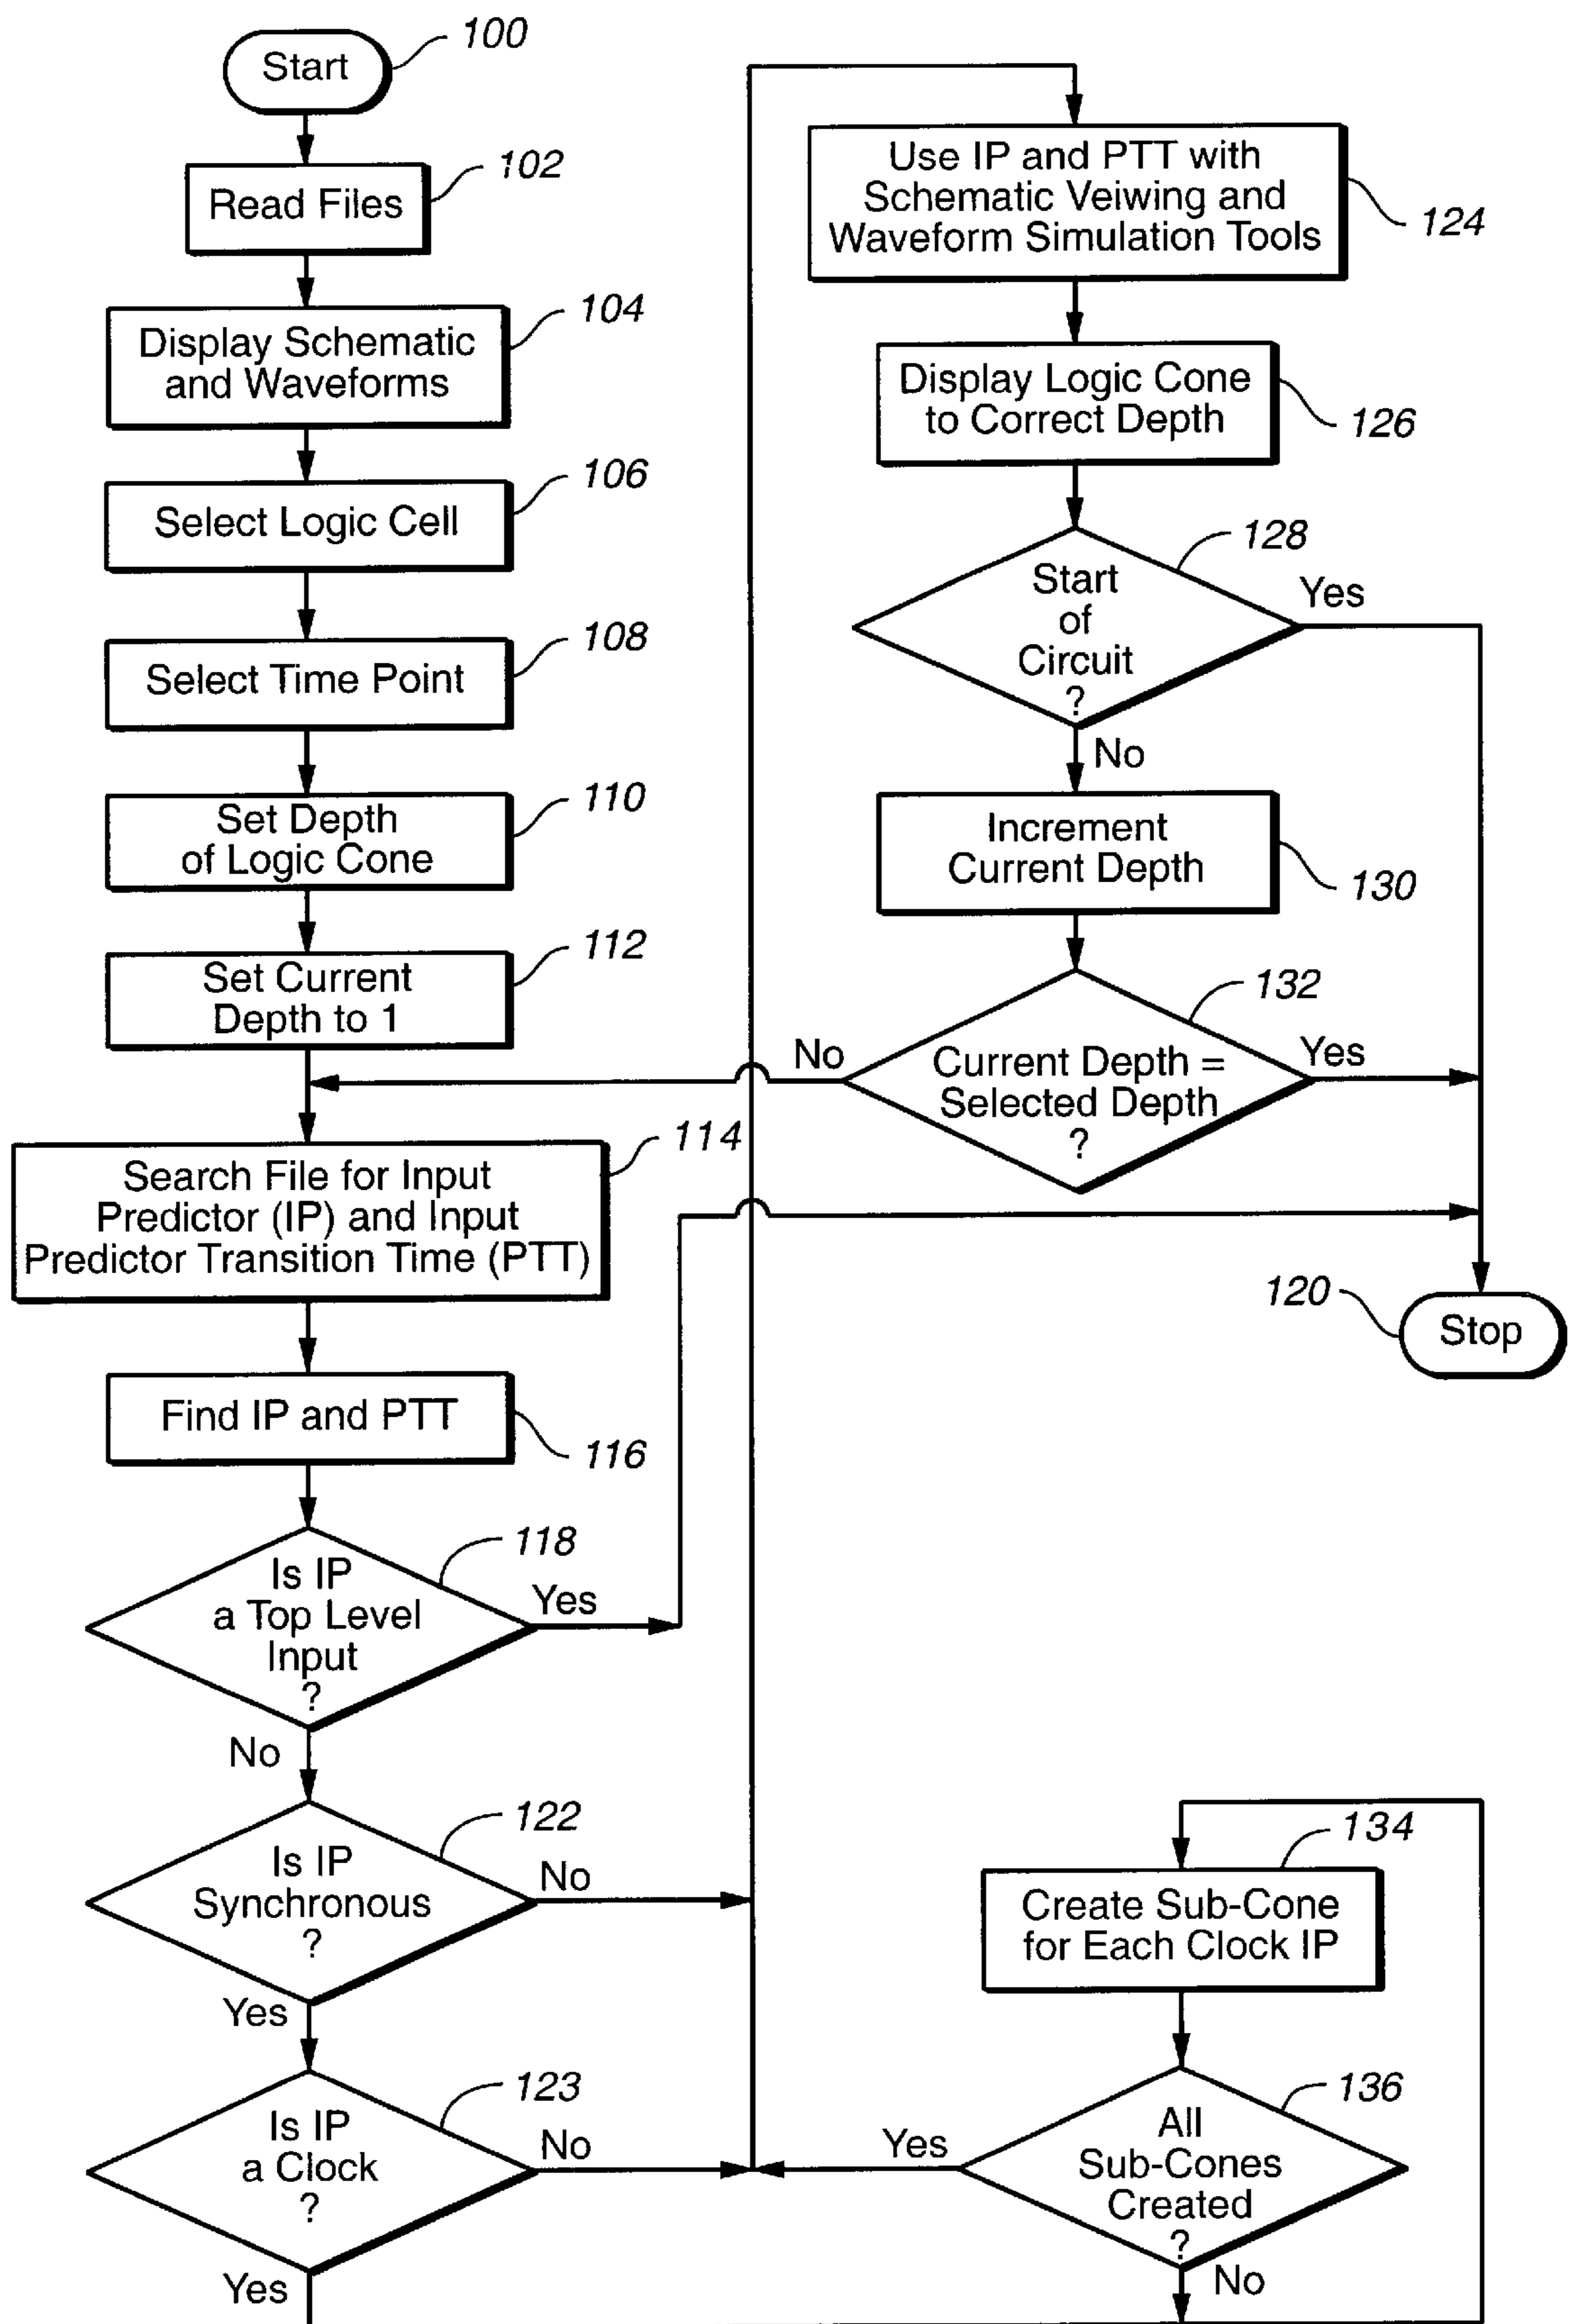 Start
100
Read Files
102
Display Schematic
and Waveforms
104
Select Logic Cell
106
Select Time Point
108
Set Depth
of Logic Cone
110
Set Current
Depth to 1
112
Search File for Input
Predictor (IP) and Input
Predictor Transition Time (PTT)
114
Find IP and PTT
116
Is IP
a Top Level
Input
?
118
Yes
No
Is IP
Synchronous
?
122
No
Yes
Is IP
a Clock
?
123
No
Yes
Use IP and PTT with
Schematic Veiwing and
Waveform Simulation Tools
124
Display Logic Cone
to Correct Depth
126
Start
of
Circuit
?
128
Yes
No
Increment
Current Depth
130
Current Depth =
Selected Depth
?
132
No
Yes
120
Stop
134
Create Sub-Cone
for Each Clock IP
All
Sub-Cones
Created
?
136
Yes
No